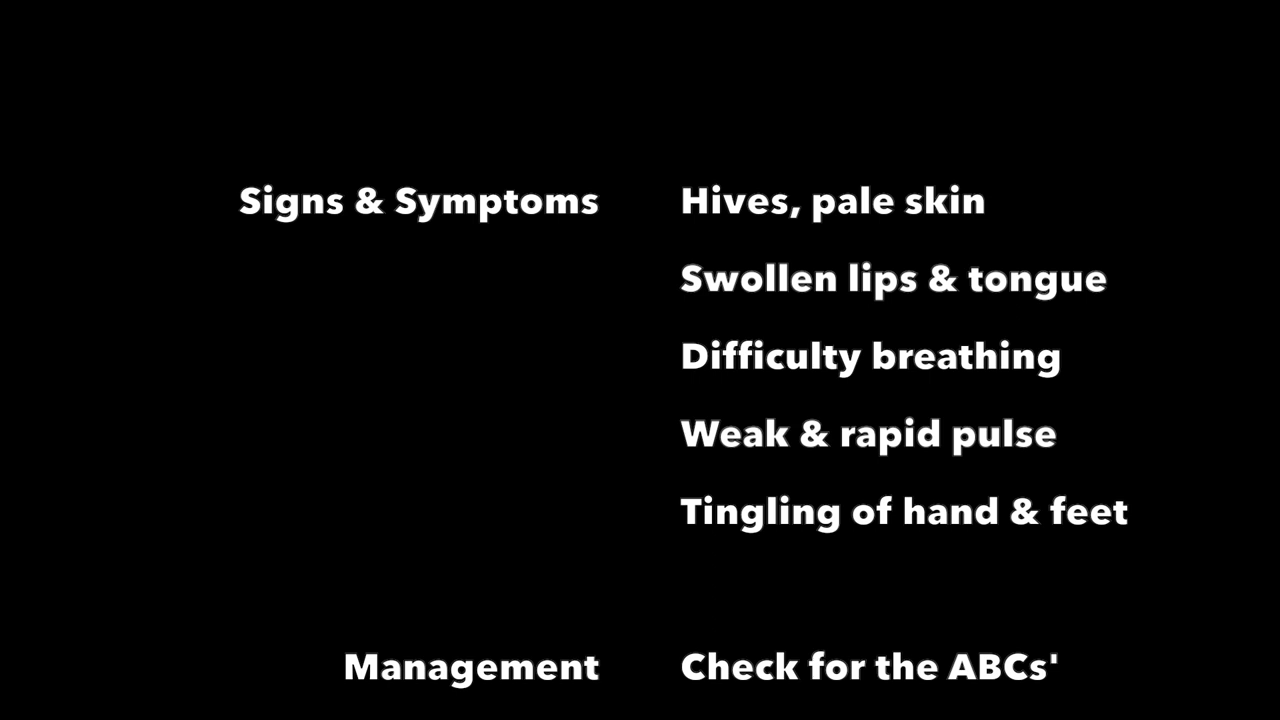 Signs & Symptoms Hives, pale skin
Swollen lips & tongue
Difficulty breathing
Weak & rapid pulse
Tingling of hand & feet
Management Check for the ABCs'